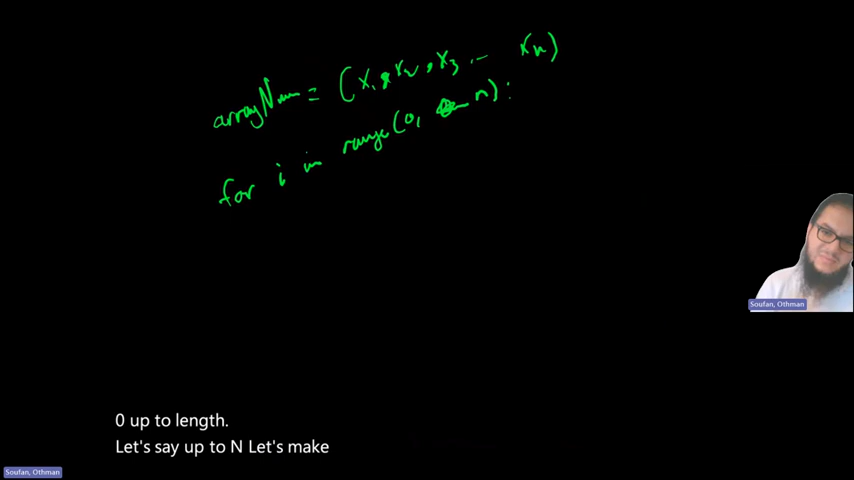 arrayNum = (x₁, x₂, x₃ ... xₙ)
for i in range(0, n):
Soufan, Othman
0 up to length.
Let's say up to N Let's make
Soufan, Othman